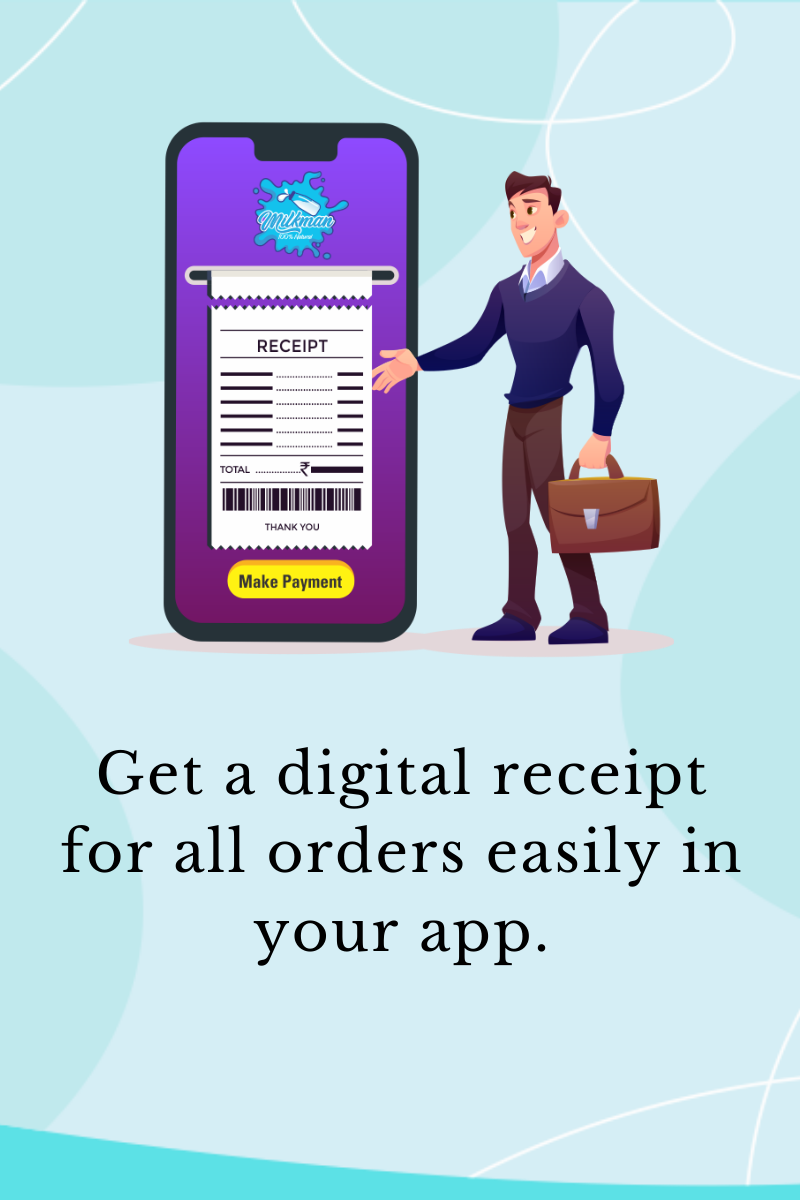 Milkman
100% Natural
RECEIPT
TOTAL ....................₹
THANK YOU
Make Payment
Get a digital receipt
for all orders easily in
your app.